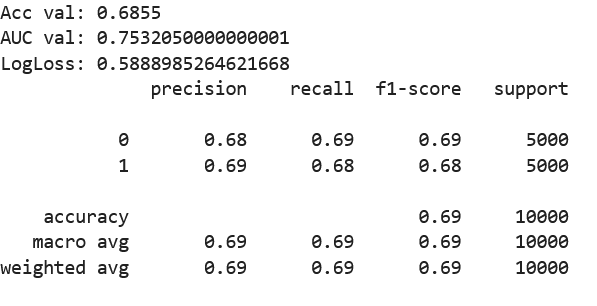 Acc val: 0.6855
AUC val: 0.7532050000000001
LogLoss: 0.5888985264621668
precision recall f1-score support
0 0.68 0.69 0.69 5000
1 0.69 0.68 0.68 5000
accuracy 0.69 10000
macro avg 0.69 0.69 0.69 10000
weighted avg 0.69 0.69 0.69 10000